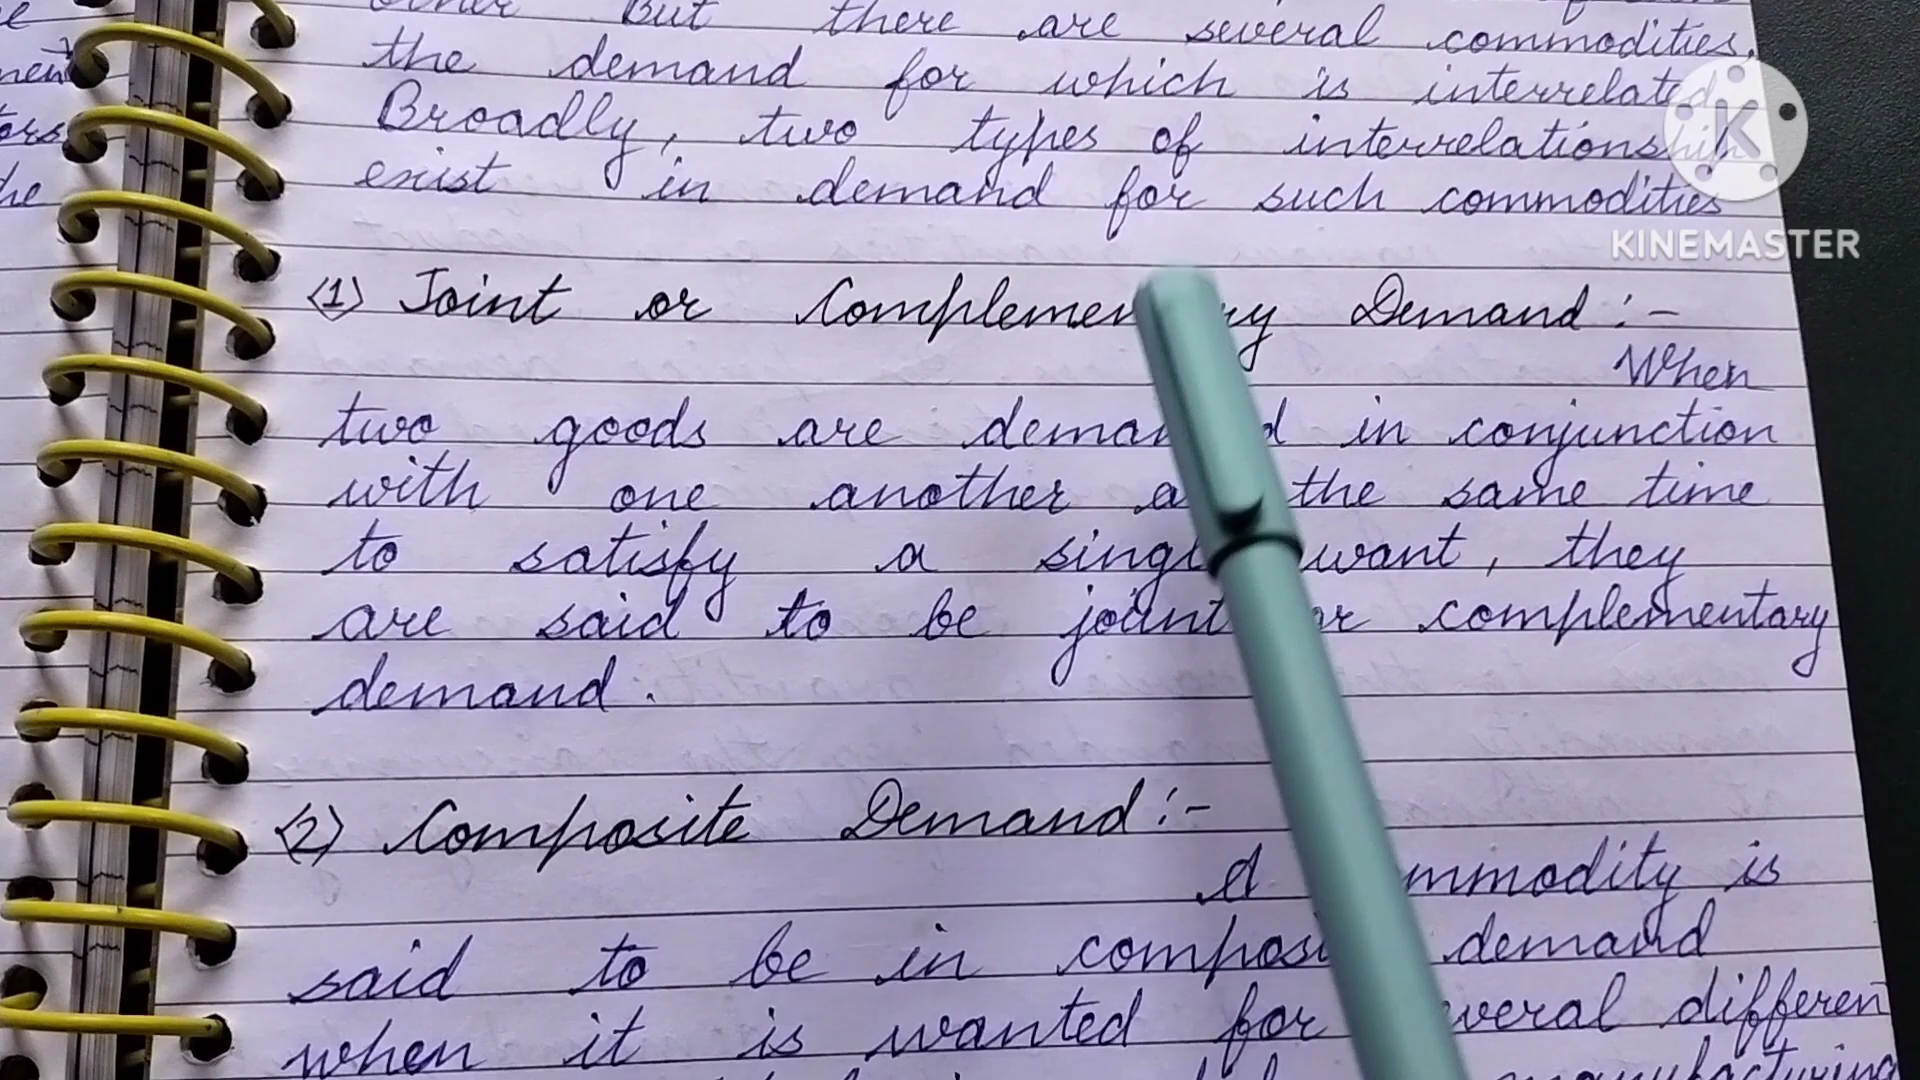 other But there are several commodities,
the demand for which is interrelated
Broadly, two types of interrelationship
exist in demand for such commodities
KINEMASTER
<1> Joint or Complementary Demand :-
When
two goods are demand in conjunction
with one another at the same time
to satisfy a single want, they
are said to be joint or complementary
demand.
<2> Composite Demand :-
A commodity is
said to be in composite demand
when it is wanted for several different
manufacturing